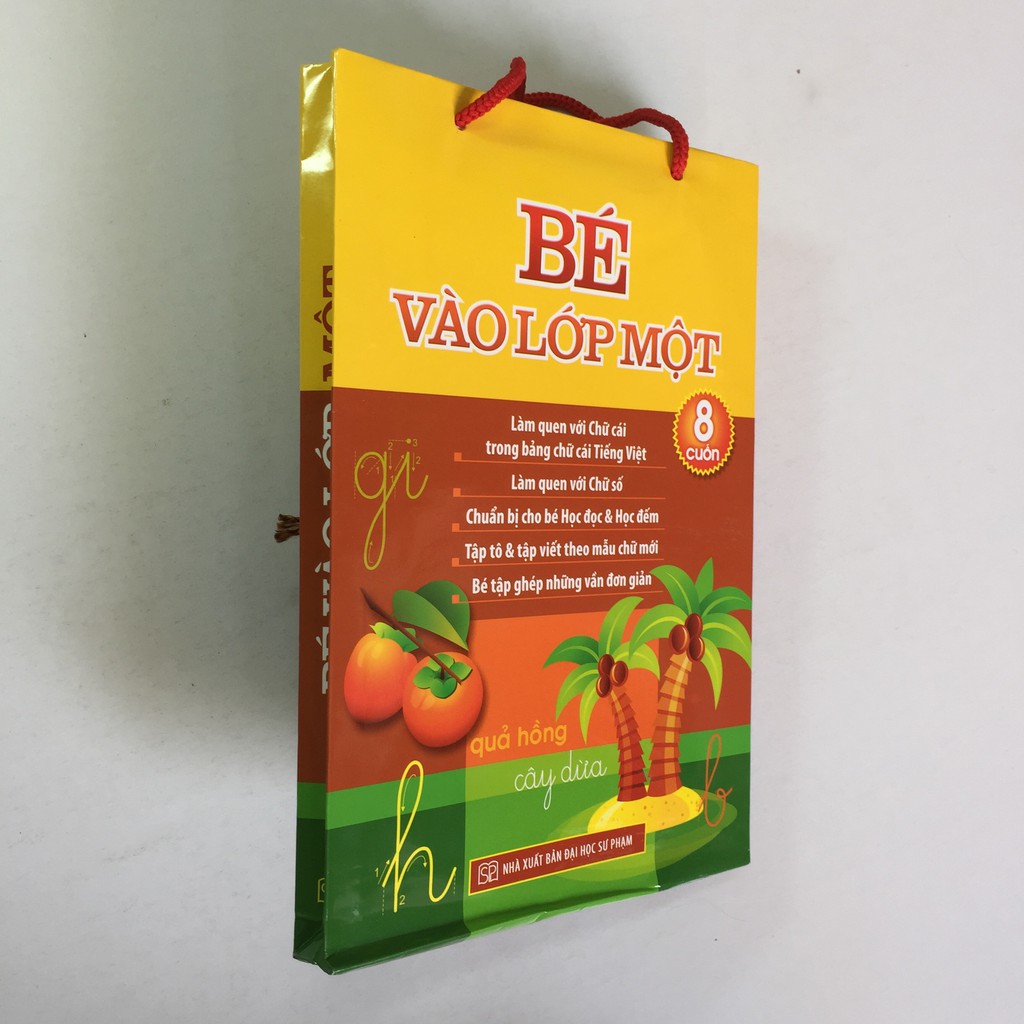 BÉ
VÀO LỚP MỘT
8
CUỐN
Làm quen với Chữ cái
trong bảng chữ cái Tiếng Việt
Làm quen với Chữ số
Chuẩn bị cho bé Học đọc & Học đếm
Tập tô & tập viết theo mẫu chữ mới
Bé tập ghép những vần đơn giản
gi
quả hồng
cây dừa
h
b
NHÀ XUẤT BẢN ĐẠI HỌC SƯ PHẠM